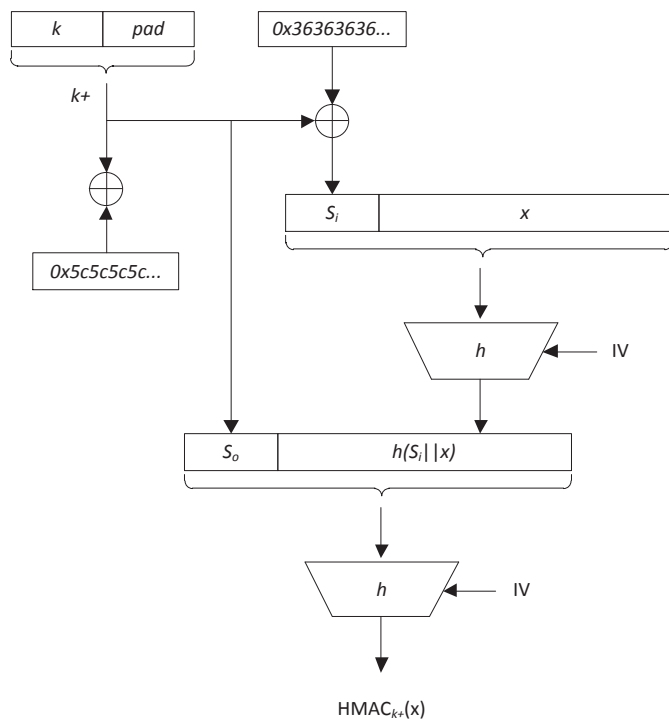 k pad
0x36363636...
k+
0x5c5c5c5c...
Si x
h
IV
So h(Si||x)
h
IV
HMACk+(x)